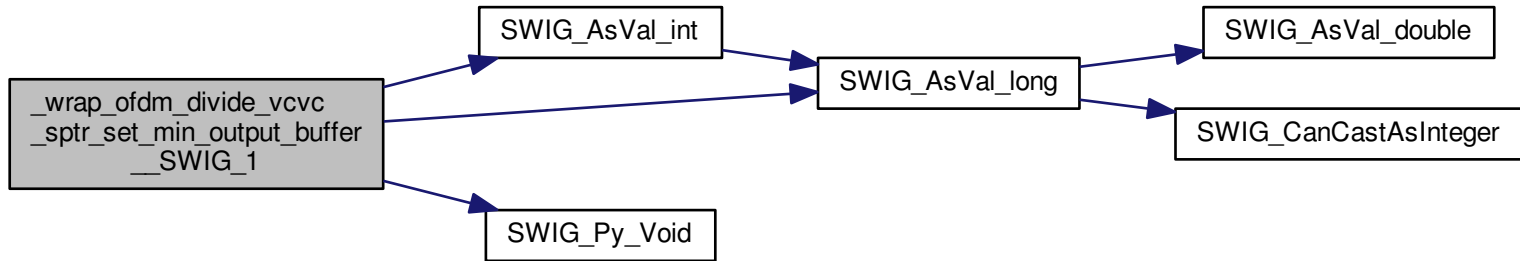 _wrap_ofdm_divide_vcvc
_sptr_set_min_output_buffer
__SWIG_1
SWIG_AsVal_int
SWIG_AsVal_long
SWIG_AsVal_double
SWIG_CanCastAsInteger
SWIG_Py_Void